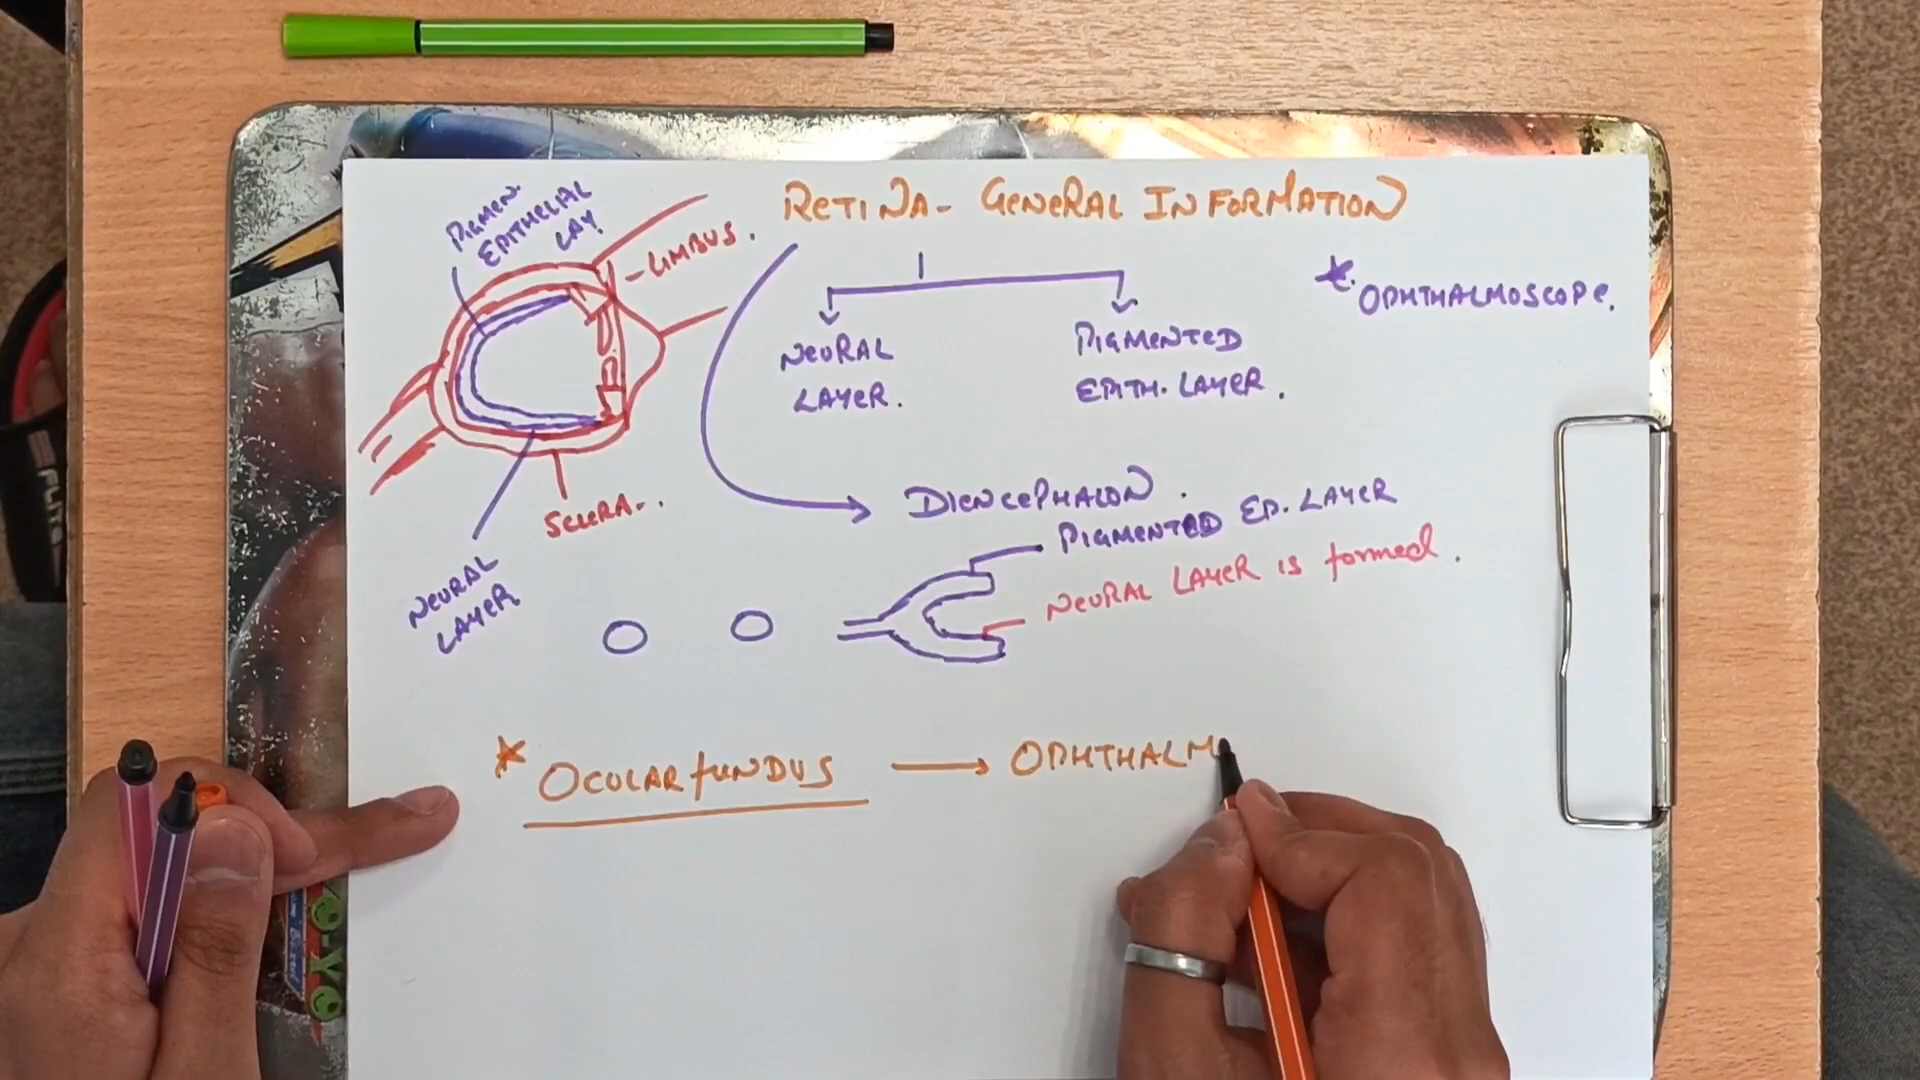 RETINA - GENERAL INFORMATION
PIGMEN
EPITHELIAL
LAY.
- LIMBUS.
*. OPHTHALMOSCOPE.
NEURAL
LAYER.
PIGMENTED
EPITH. LAYER.
SCLERA..
NEURAL
LAYER
DIENCEPHALON.
PIGMENTED EP. LAYER
NEURAL LAYER IS formed.
* OCULAR fUNDUS → OPHTHALM